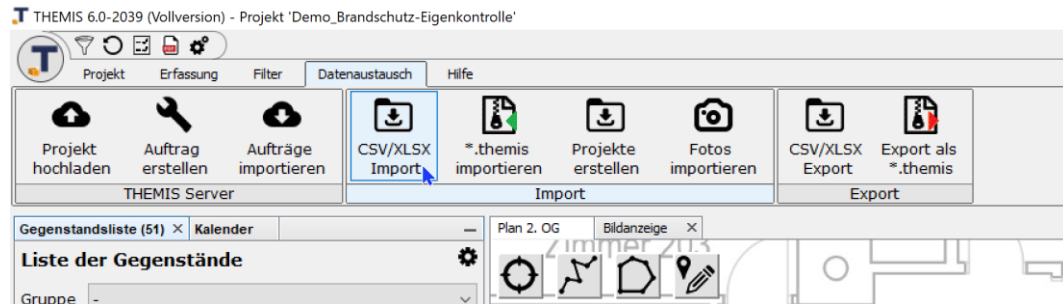 THEMIS 6.0-2039 (Vollversion) - Projekt 'Demo_Brandschutz-Eigenkontrolle'
Projekt Erfassung Filter Datenaustausch Hilfe
Projekt hochladen
Auftrag erstellen
Aufträge importieren
CSV/XLSX Import
*.themis importieren
Projekte erstellen
Fotos importieren
CSV/XLSX Export
Export als *.themis
THEMIS Server Import Export
Gegenstandsliste (51) Kalender
Plan 2. OG Bildanzeige
Liste der Gegenstände
Zimmer 203
Gruppe -